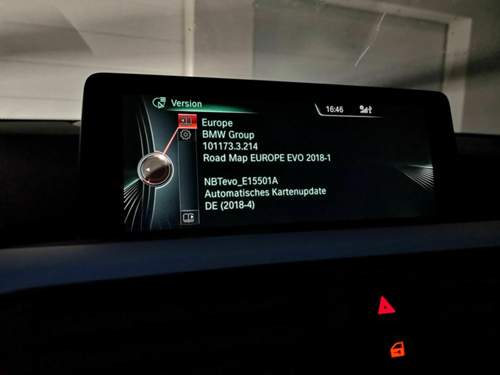 Version
16:46
Europe
BMW Group
101173.3.214
Road Map EUROPE EVO 2018-1
NBTevo_E15501A
Automatisches Kartenupdate
DE (2018-4)